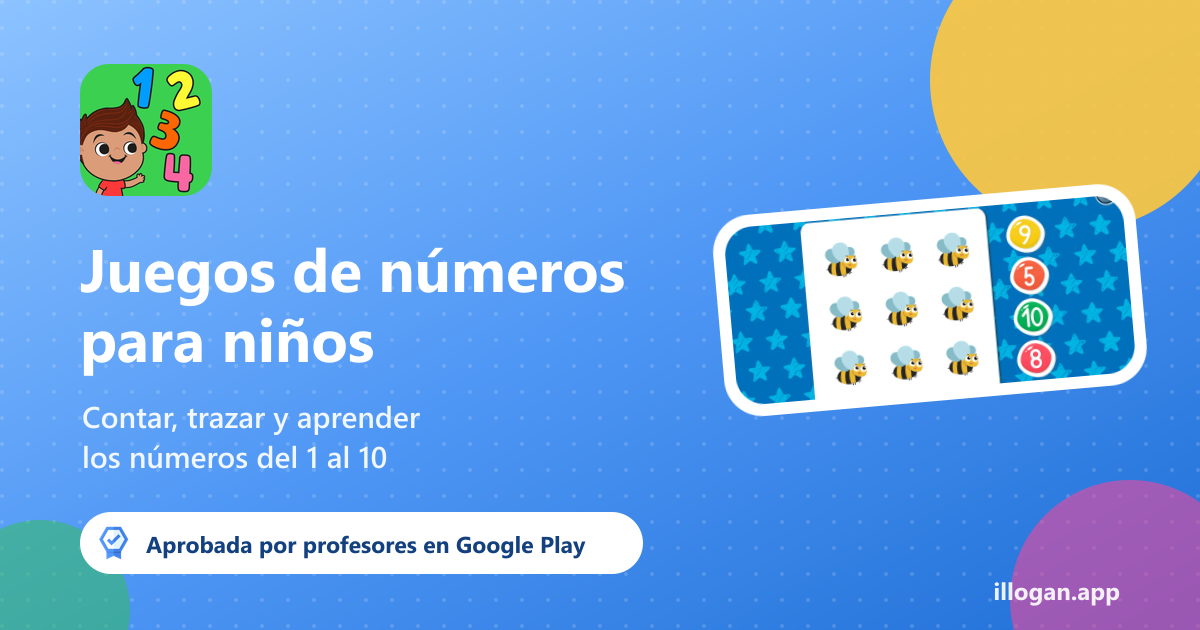 1 2
3
4
Juegos de números
para niños
Contar, trazar y aprender
los números del 1 al 10
Aprobada por profesores en Google Play
9
5
10
8
illogan.app